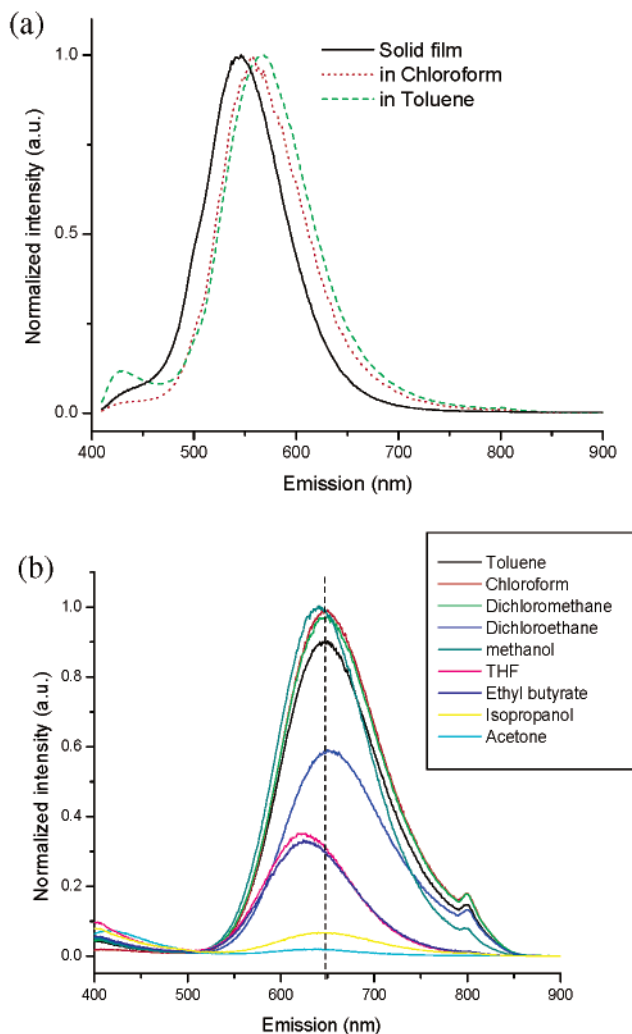 (a)
Normalized intensity (a.u.)
1.0
0.5
0.0
Solid film
in Chloroform
in Toluene
400 500 600 700 800 900
Emission (nm)
(b)
Normalized intensity (a.u.)
1.0
0.8
0.6
0.4
0.2
0.0
Toluene
Chloroform
Dichloromethane
Dichloroethane
methanol
THF
Ethyl butyrate
Isopropanol
Acetone
400 500 600 700 800 900
Emission (nm)